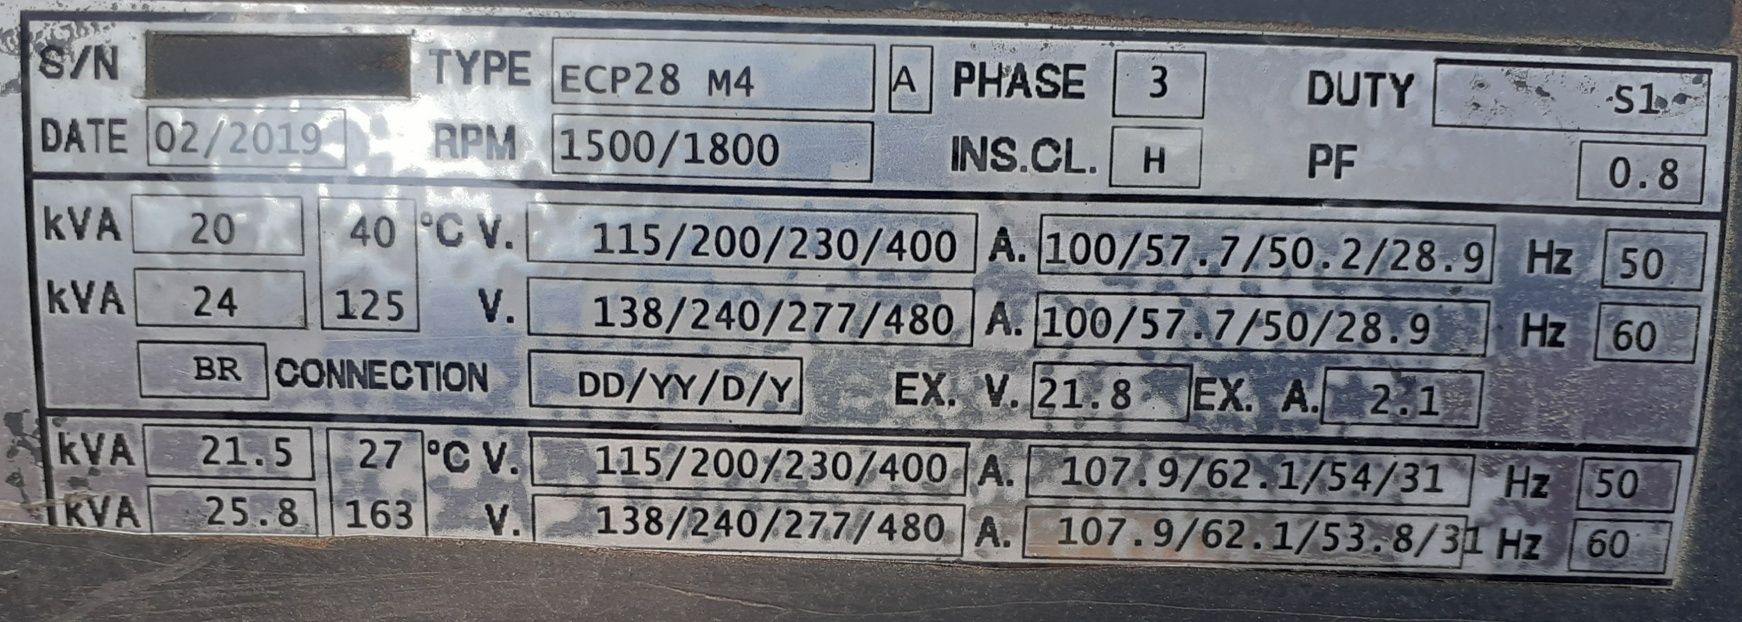 S/N TYPE ECP28 M4 A PHASE 3 DUTY S1
DATE 02/2019 RPM 1500/1800 INS.CL. H PF 0.8
kVA 20 40 °C V. 115/200/230/400 A. 100/57.7/50.2/28.9 Hz 50
kVA 24 125 V. 138/240/277/480 A. 100/57.7/50/28.9 Hz 60
BR CONNECTION DD/YY/D/Y EX. V. 21.8 EX. A. 2.1
kVA 21.5 27 °C V. 115/200/230/400 A. 107.9/62.1/54/31 Hz 50
kVA 25.8 163 V. 138/240/277/480 A. 107.9/62.1/53.8/31 Hz 60